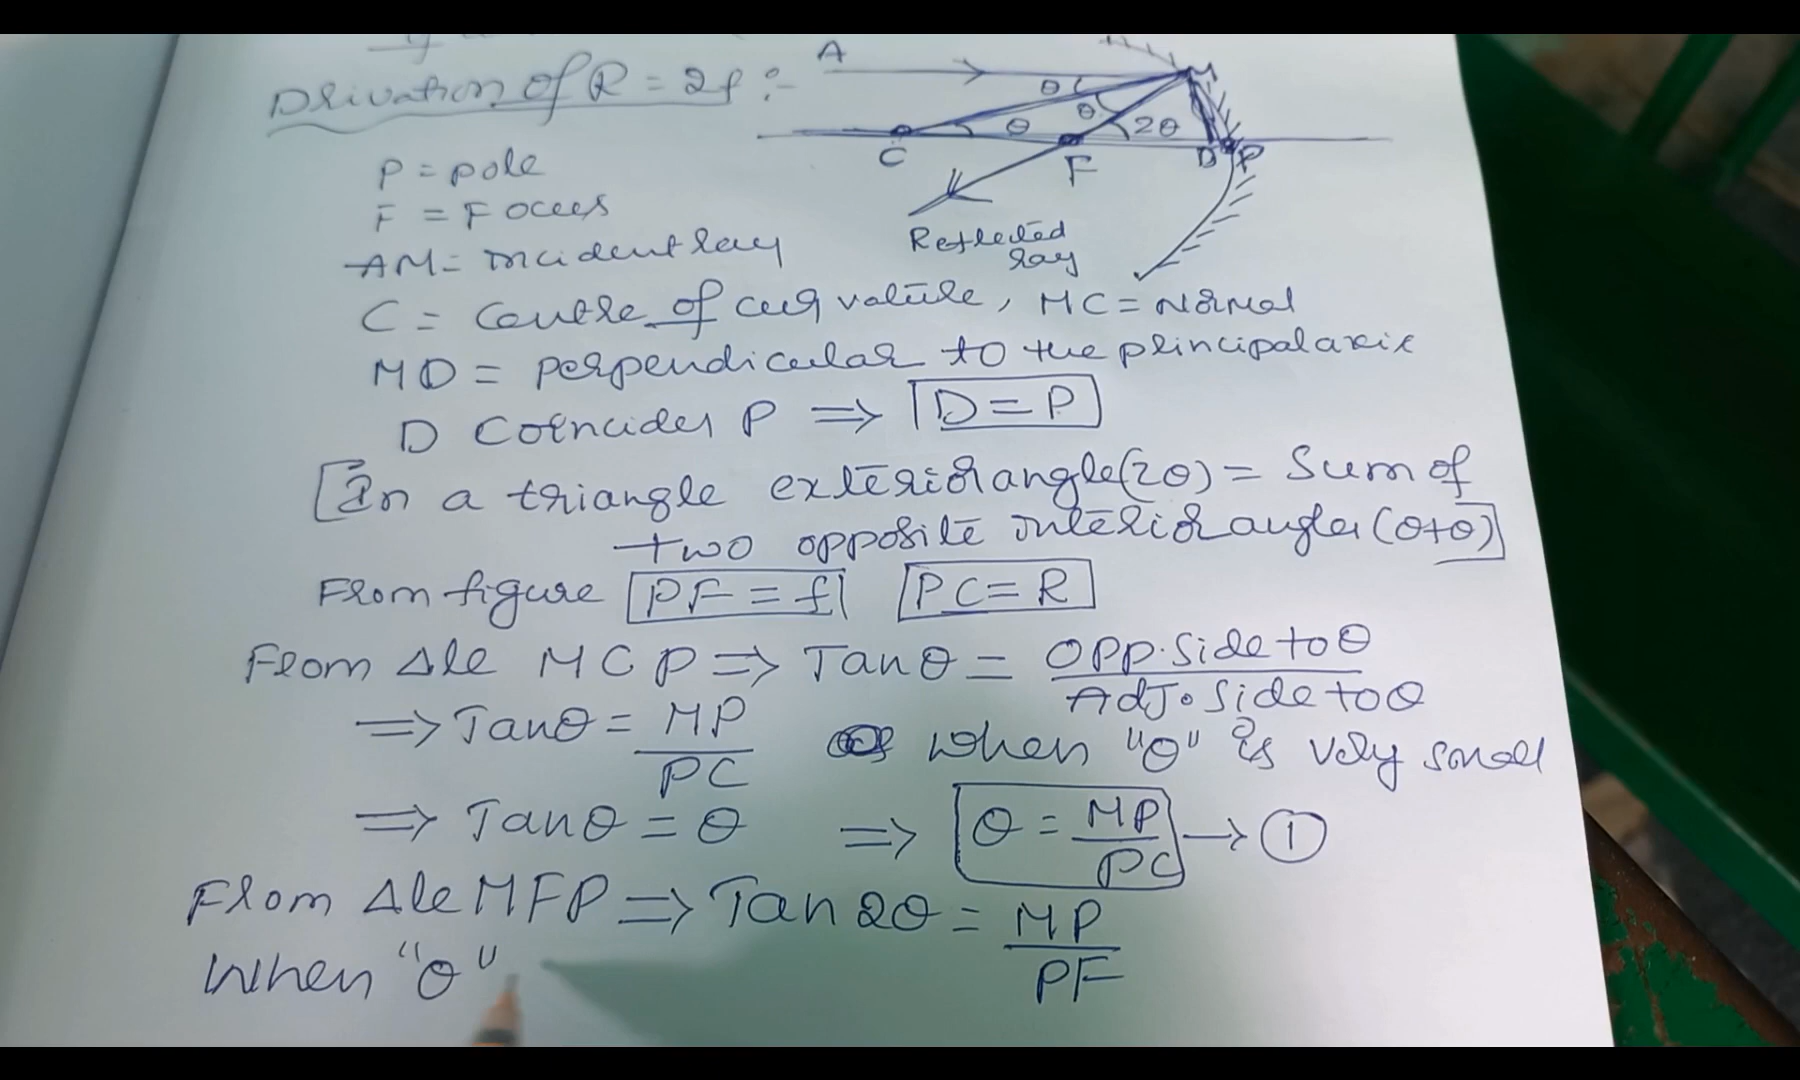 Drivation of R = 2f :-
A
M
θ
θ
θ
2θ
C
F
D
P
Reflected
ray
P = pole
F = Focus
AM = incident ray
C = Centre of curvature, MC = Normal
MD = perpendicular to the principal axis
D Coincides P ⇒ D = P
[In a triangle exterior angle(2θ) = Sum of
two opposite interior angles (θ+θ)]
From figure PF = f PC = R
From Δle MCP ⇒ Tan θ = Opp. Side to θ / Adj. Side to θ
⇒ Tan θ = MP / PC when "θ" is very small
⇒ Tan θ = θ ⇒ θ = MP / PC → ①
From Δle MFP ⇒ Tan 2θ = MP / PF
When "θ"